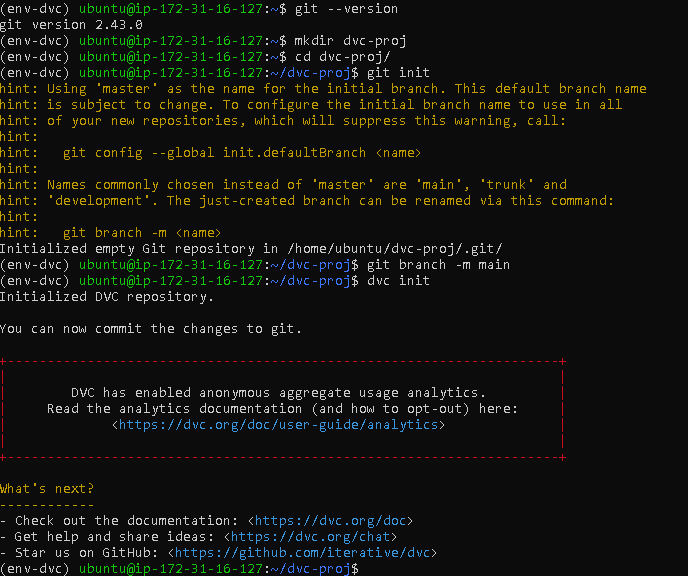 (env-dvc) ubuntu@ip-172-31-16-127:~$ git --version
git version 2.43.0
(env-dvc) ubuntu@ip-172-31-16-127:~$ mkdir dvc-proj
(env-dvc) ubuntu@ip-172-31-16-127:~$ cd dvc-proj/
(env-dvc) ubuntu@ip-172-31-16-127:~/dvc-proj$ git init
hint: Using 'master' as the name for the initial branch. This default branch name
hint: is subject to change. To configure the initial branch name to use in all
hint: of your new repositories, which will suppress this warning, call:
hint:
hint:   git config --global init.defaultBranch <name>
hint:
hint: Names commonly chosen instead of 'master' are 'main', 'trunk' and
hint: 'development'. The just-created branch can be renamed via this command:
hint:
hint:   git branch -m <name>
Initialized empty Git repository in /home/ubuntu/dvc-proj/.git/
(env-dvc) ubuntu@ip-172-31-16-127:~/dvc-proj$ git branch -m main
(env-dvc) ubuntu@ip-172-31-16-127:~/dvc-proj$ dvc init
Initialized DVC repository.
You can now commit the changes to git.
DVC has enabled anonymous aggregate usage analytics.
Read the analytics documentation (and how to opt-out) here:
<https://dvc.org/doc/user-guide/analytics>
What's next?
------------
- Check out the documentation: <https://dvc.org/doc>
- Get help and share ideas: <https://dvc.org/chat>
- Star us on GitHub: <https://github.com/iterative/dvc>
(env-dvc) ubuntu@ip-172-31-16-127:~/dvc-proj$